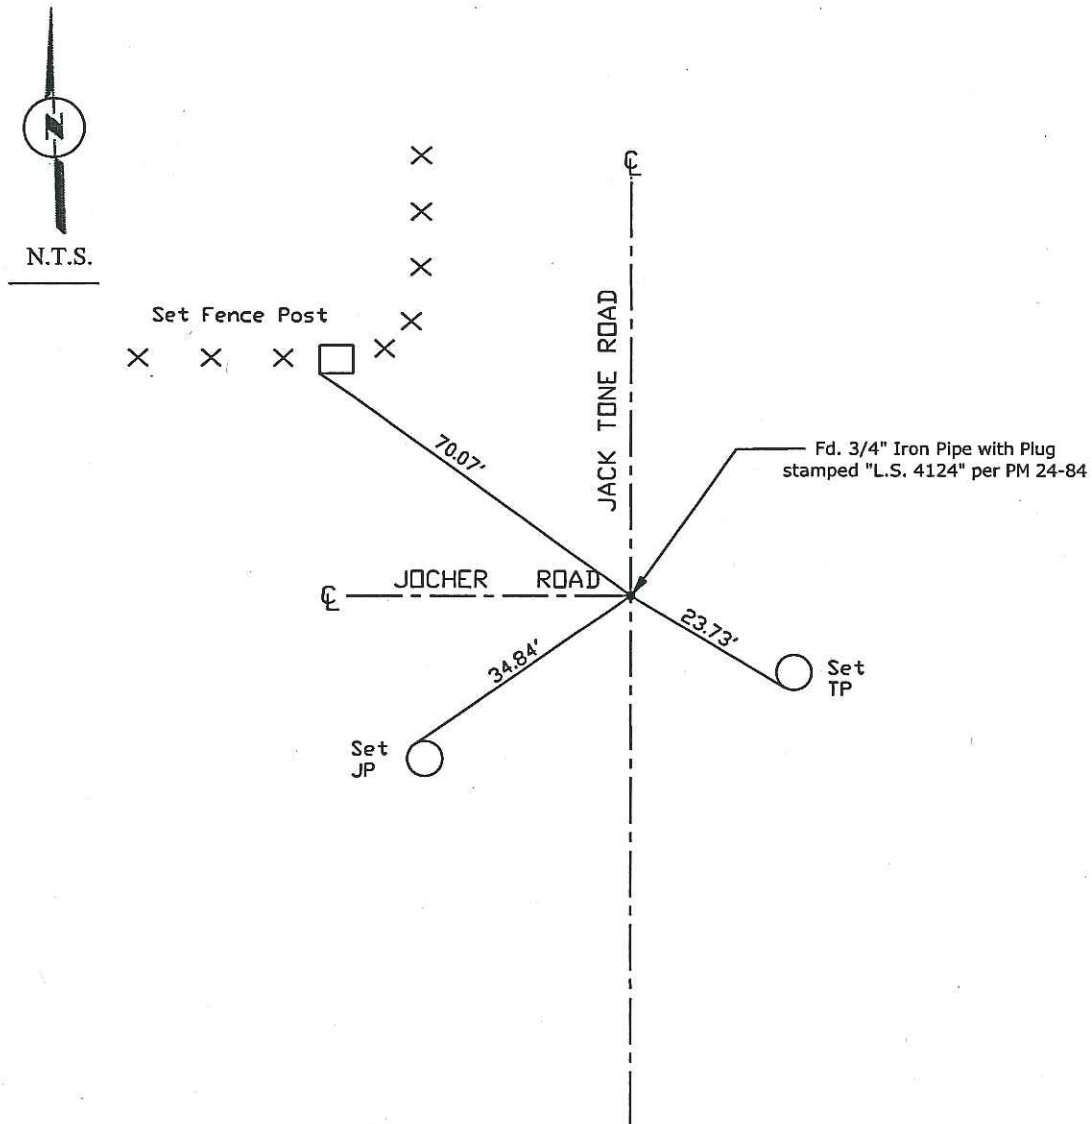 N
N.T.S.
℄
Set Fence Post
JACK TONE ROAD
70.07'
Fd. 3/4" Iron Pipe with Plug
stamped "L.S. 4124" per PM 24-84
℄ JOCHER ROAD
23.73'
34.84'
Set
TP
Set
JP